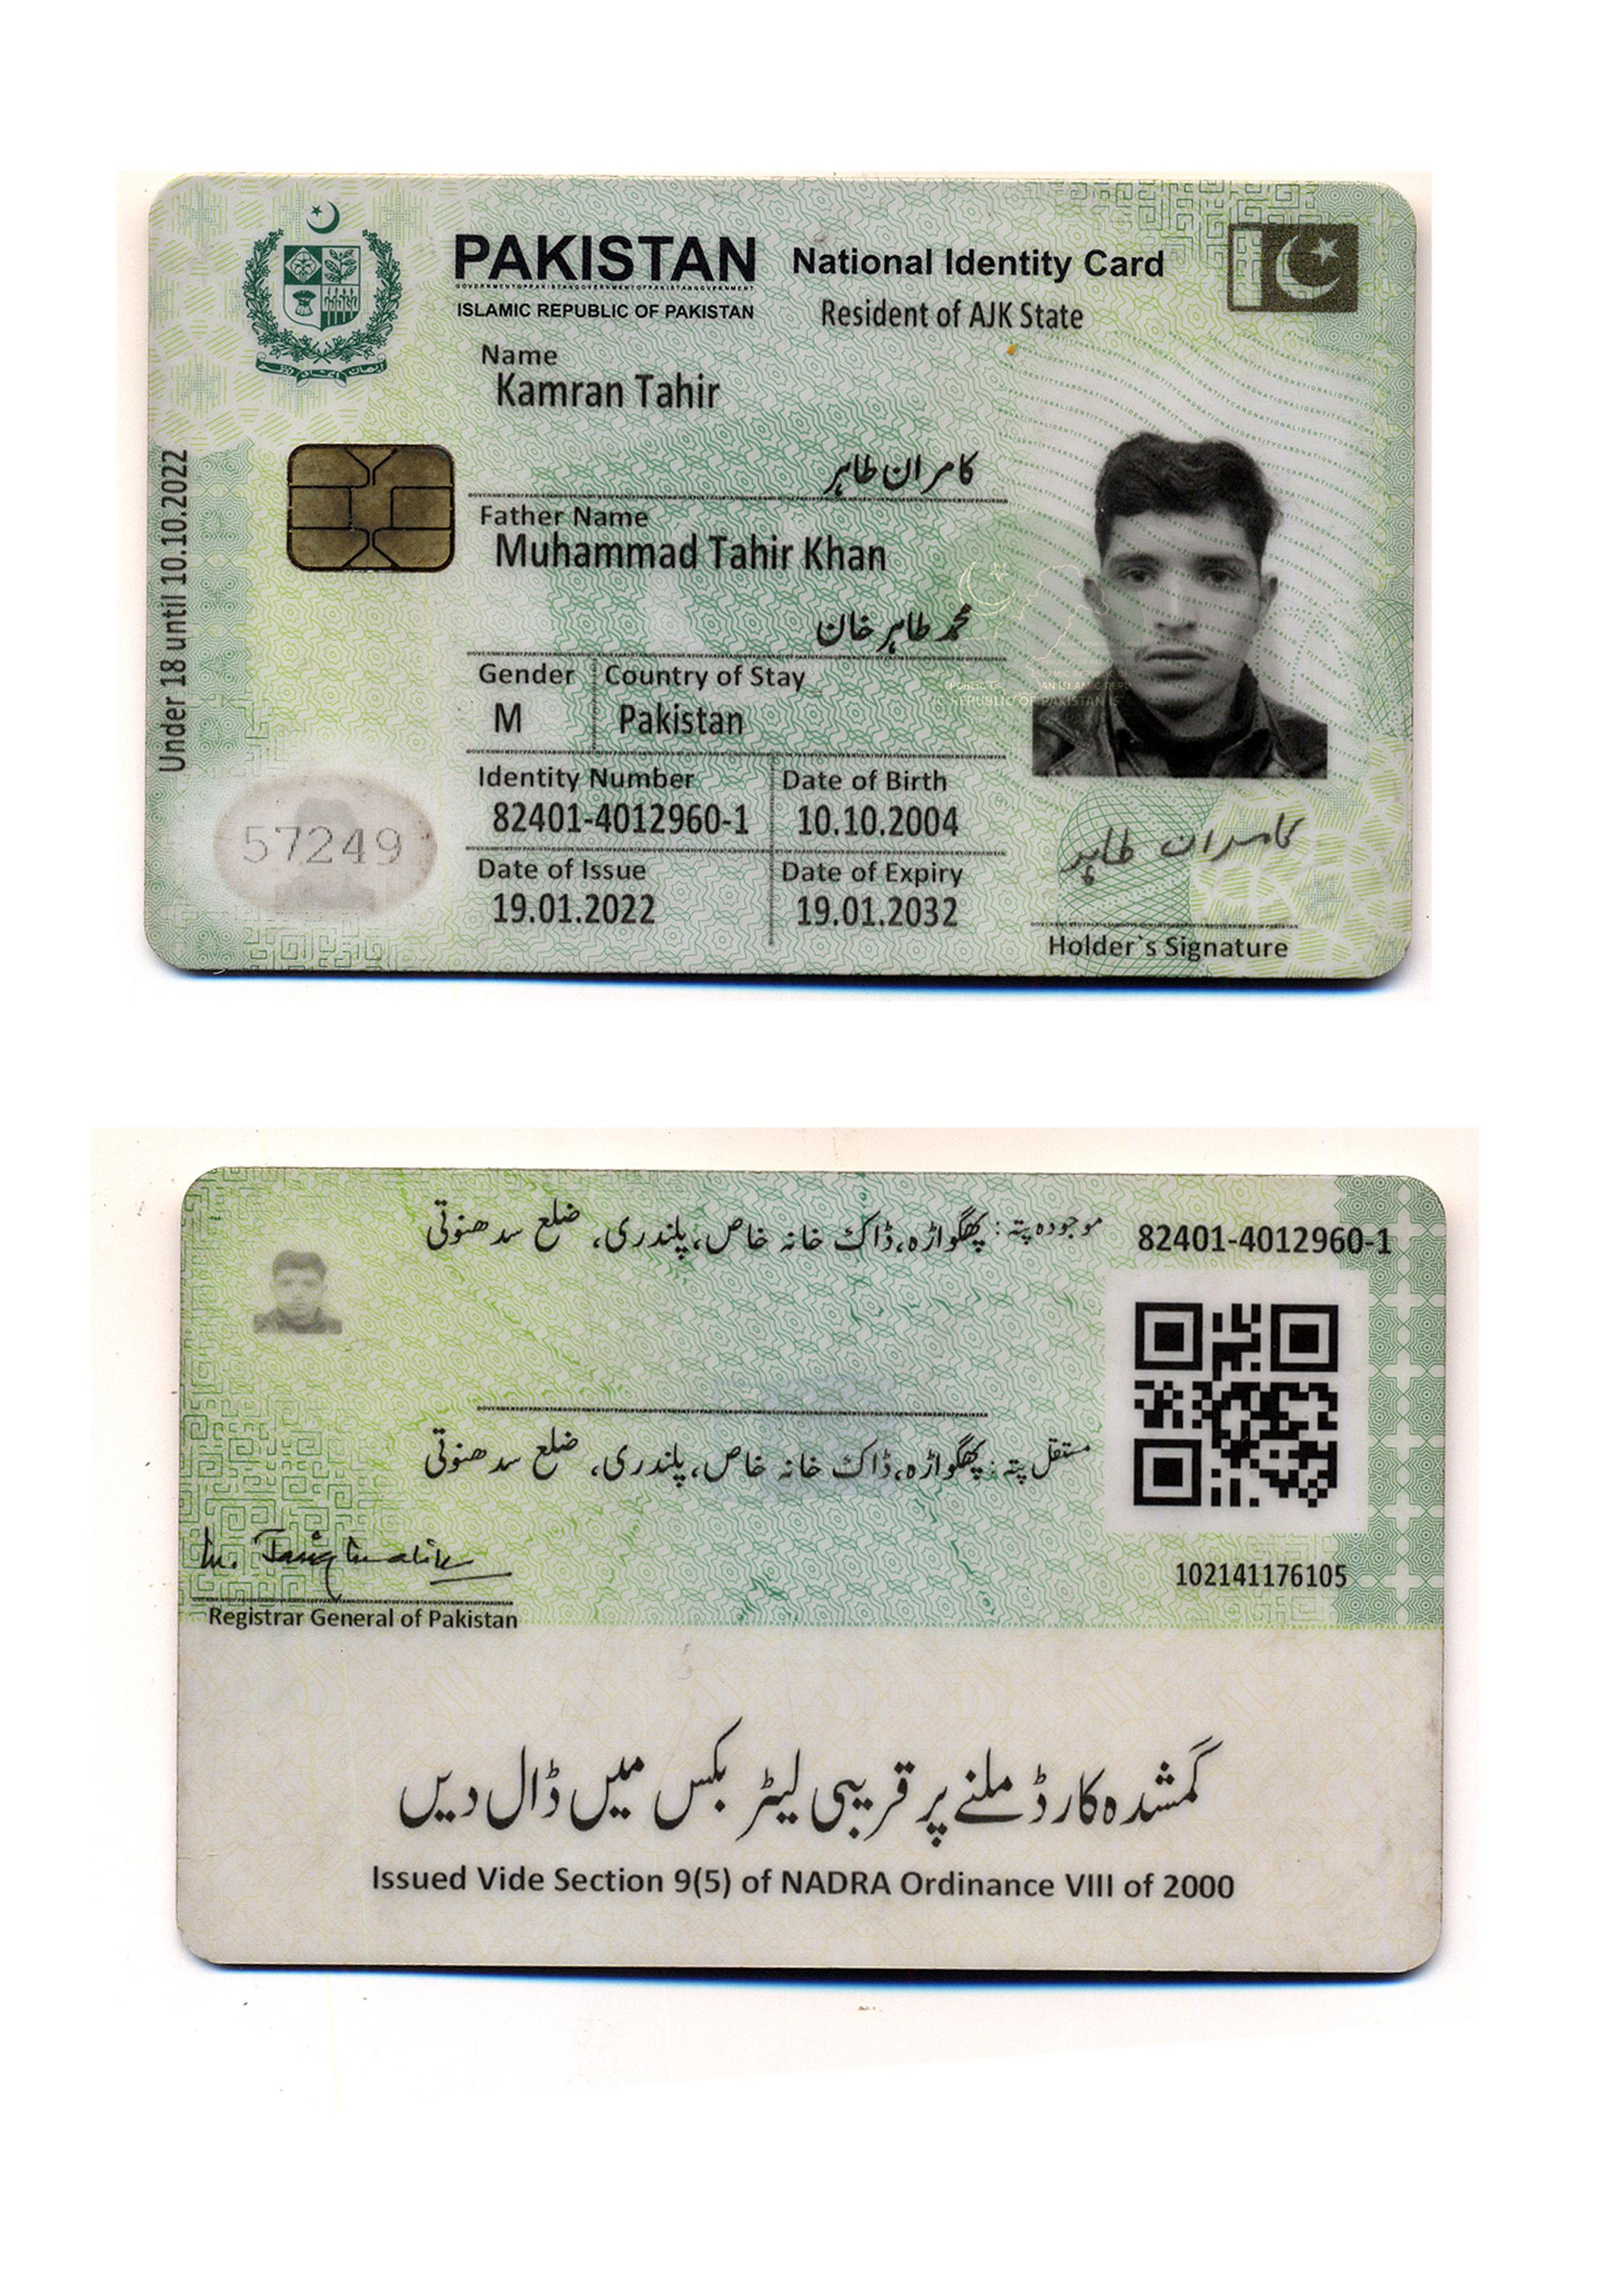 PAKISTAN
National Identity Card
ISLAMIC REPUBLIC OF PAKISTAN
Resident of AJK State
Name
Kamran Tahir
کامران طاہر
Father Name
Muhammad Tahir Khan
محمد طاہر خان
Gender
Country of Stay
M
Pakistan
Identity Number
Date of Birth
82401-4012960-1
10.10.2004
Date of Issue
Date of Expiry
19.01.2022
19.01.2032
Under 18 until 10.10.2022
57249
کامران طاہر
Holder`s Signature
موجودہ پتہ: پھگواڑہ، ڈاک خانہ خاص، پلندری، ضلع سدھنوتی
82401-4012960-1
مستقل پتہ: پھگواڑہ، ڈاک خانہ خاص، پلندری، ضلع سدھنوتی
102141176105
Registrar General of Pakistan
گمشدہ کارڈ ملنے پر قریبی لیٹر بکس میں ڈال دیں
Issued Vide Section 9(5) of NADRA Ordinance VIII of 2000